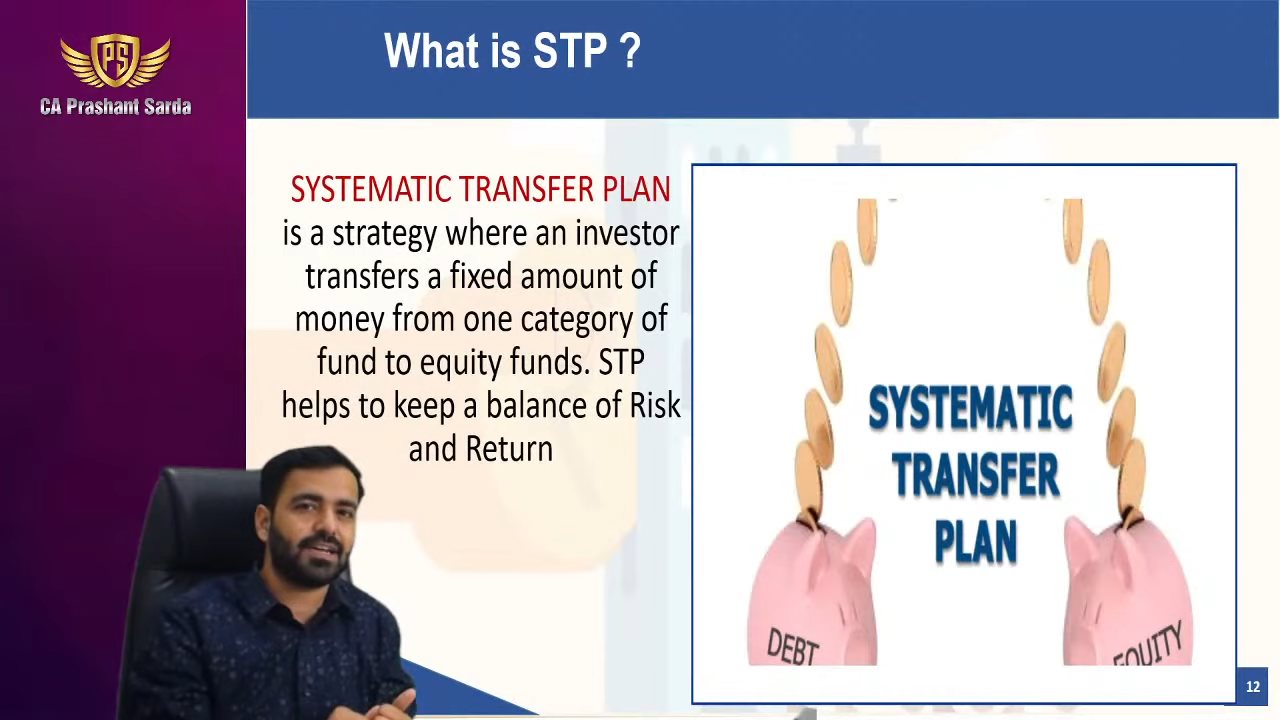 PS
CA Prashant Sarda
What is STP ?
SYSTEMATIC TRANSFER PLAN
is a strategy where an investor
transfers a fixed amount of
money from one category of
fund to equity funds. STP
helps to keep a balance of Risk
and Return
SYSTEMATIC
TRANSFER
PLAN
DEBT
EQUITY
12